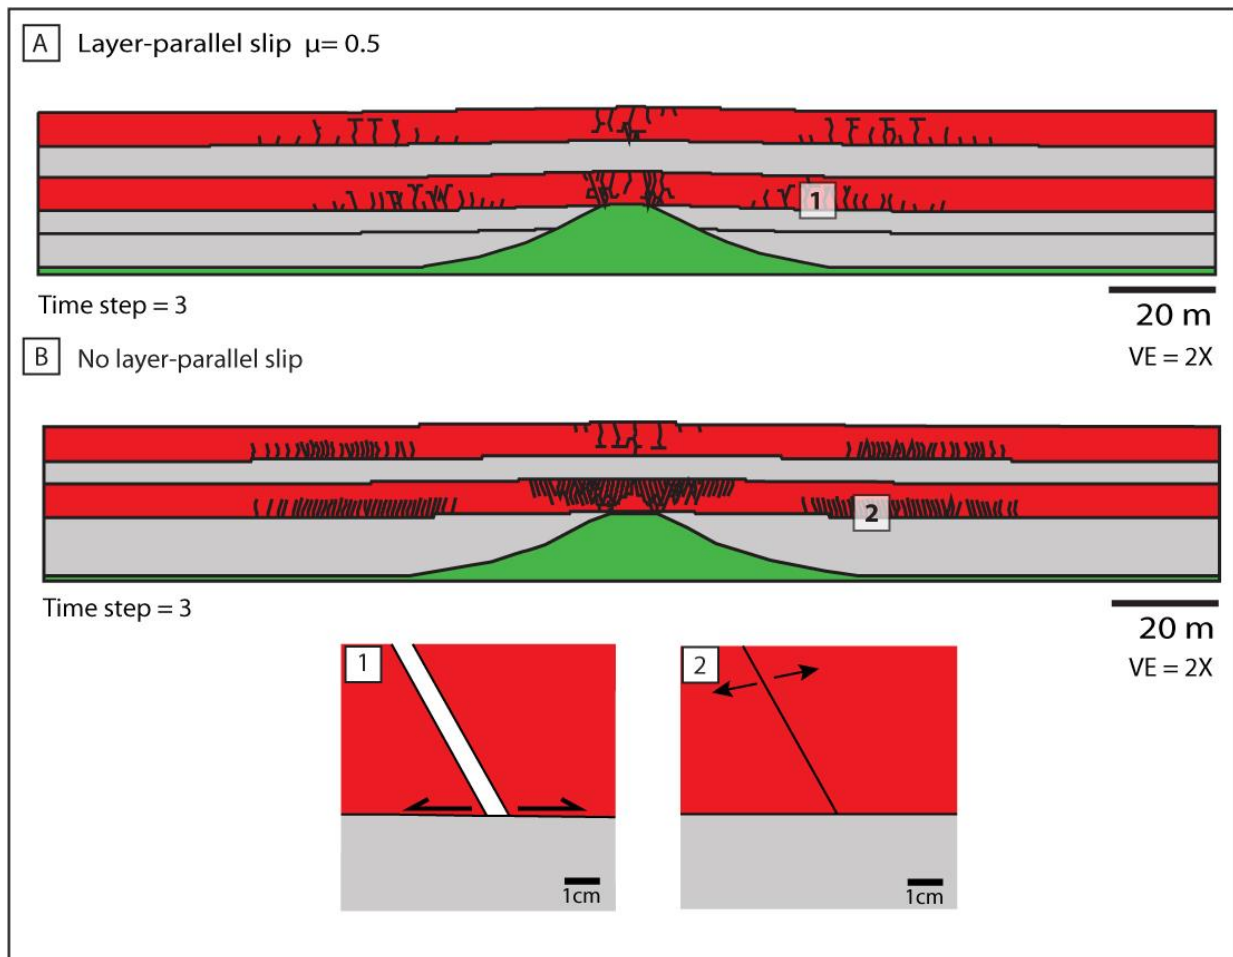 A Layer-parallel slip μ= 0.5
1
Time step = 3
20 m
VE = 2X
B No layer-parallel slip
2
Time step = 3
20 m
VE = 2X
1
2
1cm
1cm